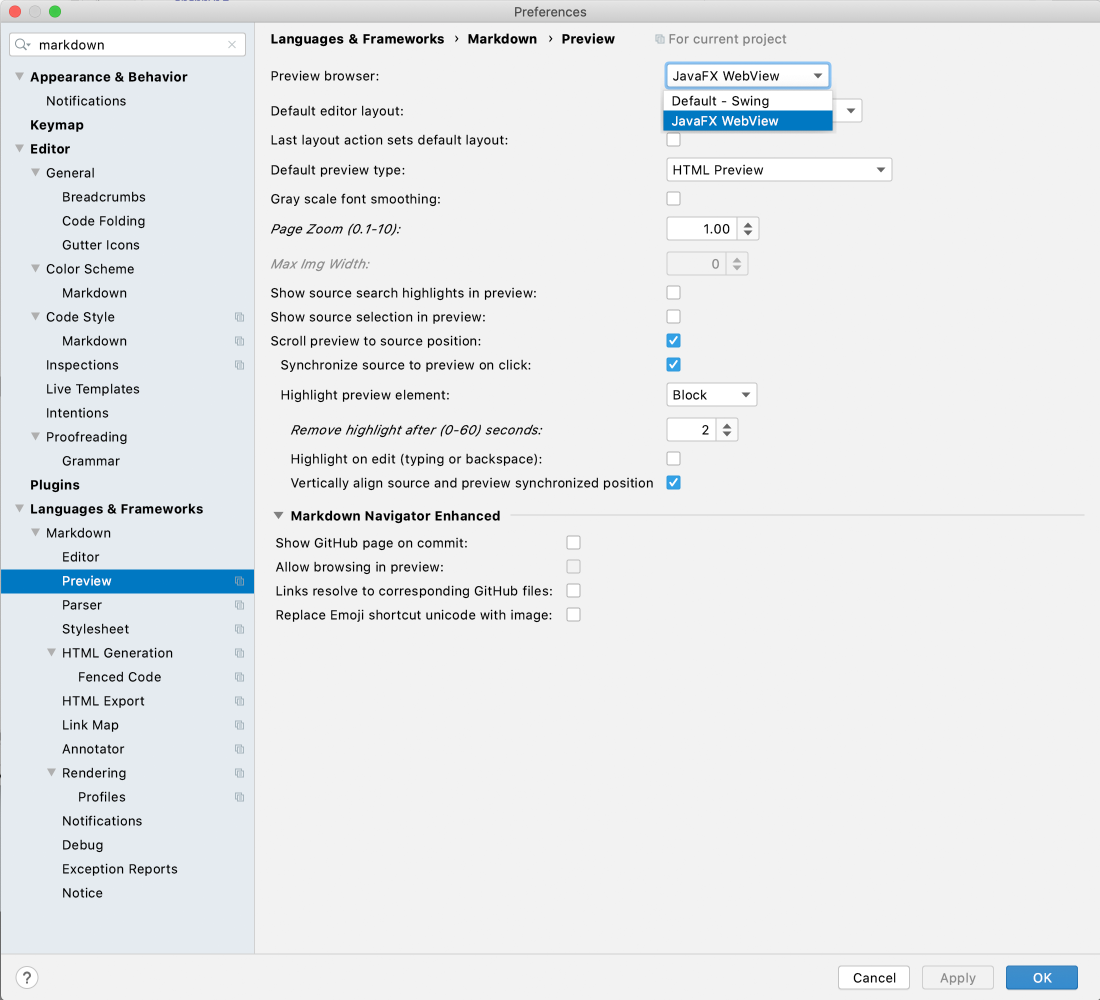 Preferences
markdown
Appearance & Behavior
Notifications
Keymap
Editor
General
Breadcrumbs
Code Folding
Gutter Icons
Color Scheme
Markdown
Code Style
Markdown
Inspections
Live Templates
Intentions
Proofreading
Grammar
Plugins
Languages & Frameworks
Markdown
Editor
Preview
Parser
Stylesheet
HTML Generation
Fenced Code
HTML Export
Link Map
Annotator
Rendering
Profiles
Notifications
Debug
Exception Reports
Notice
Languages & Frameworks › Markdown › Preview For current project
Preview browser: JavaFX WebView
Default - Swing
JavaFX WebView
Default editor layout:
Last layout action sets default layout:
Default preview type: HTML Preview
Gray scale font smoothing:
Page Zoom (0.1-10): 1.00
Max Img Width: 0
Show source search highlights in preview:
Show source selection in preview:
Scroll preview to source position:
Synchronize source to preview on click:
Highlight preview element: Block
Remove highlight after (0-60) seconds: 2
Highlight on edit (typing or backspace):
Vertically align source and preview synchronized position
Markdown Navigator Enhanced
Show GitHub page on commit:
Allow browsing in preview:
Links resolve to corresponding GitHub files:
Replace Emoji shortcut unicode with image:
? Cancel Apply OK